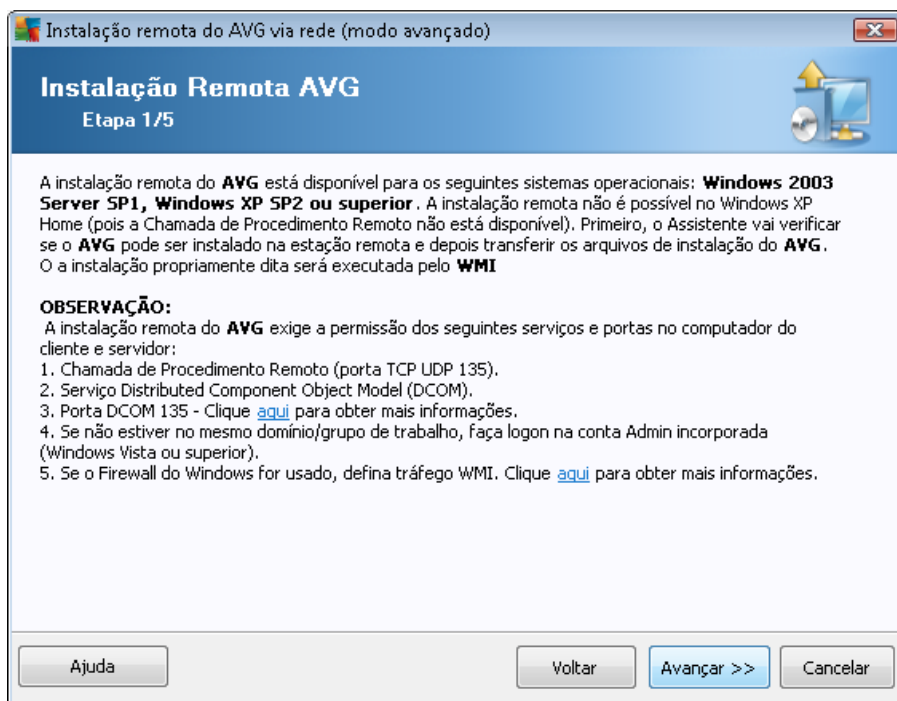 Instalação remota do AVG via rede (modo avançado)
Instalação Remota AVG
Etapa 1/5
A instalação remota do AVG está disponível para os seguintes sistemas operacionais: Windows 2003
Server SP1, Windows XP SP2 ou superior. A instalação remota não é possível no Windows XP
Home (pois a Chamada de Procedimento Remoto não está disponível). Primeiro, o Assistente vai verificar
se o AVG pode ser instalado na estação remota e depois transferir os arquivos de instalação do AVG.
O a instalação propriamente dita será executada pelo WMI
OBSERVAÇÃO:
A instalação remota do AVG exige a permissão dos seguintes serviços e portas no computador do
cliente e servidor:
1. Chamada de Procedimento Remoto (porta TCP UDP 135).
2. Serviço Distributed Component Object Model (DCOM).
3. Porta DCOM 135 - Clique aqui para obter mais informações.
4. Se não estiver no mesmo domínio/grupo de trabalho, faça logon na conta Admin incorporada
(Windows Vista ou superior).
5. Se o Firewall do Windows for usado, defina tráfego WMI. Clique aqui para obter mais informações.
Ajuda
Voltar
Avançar >>
Cancelar